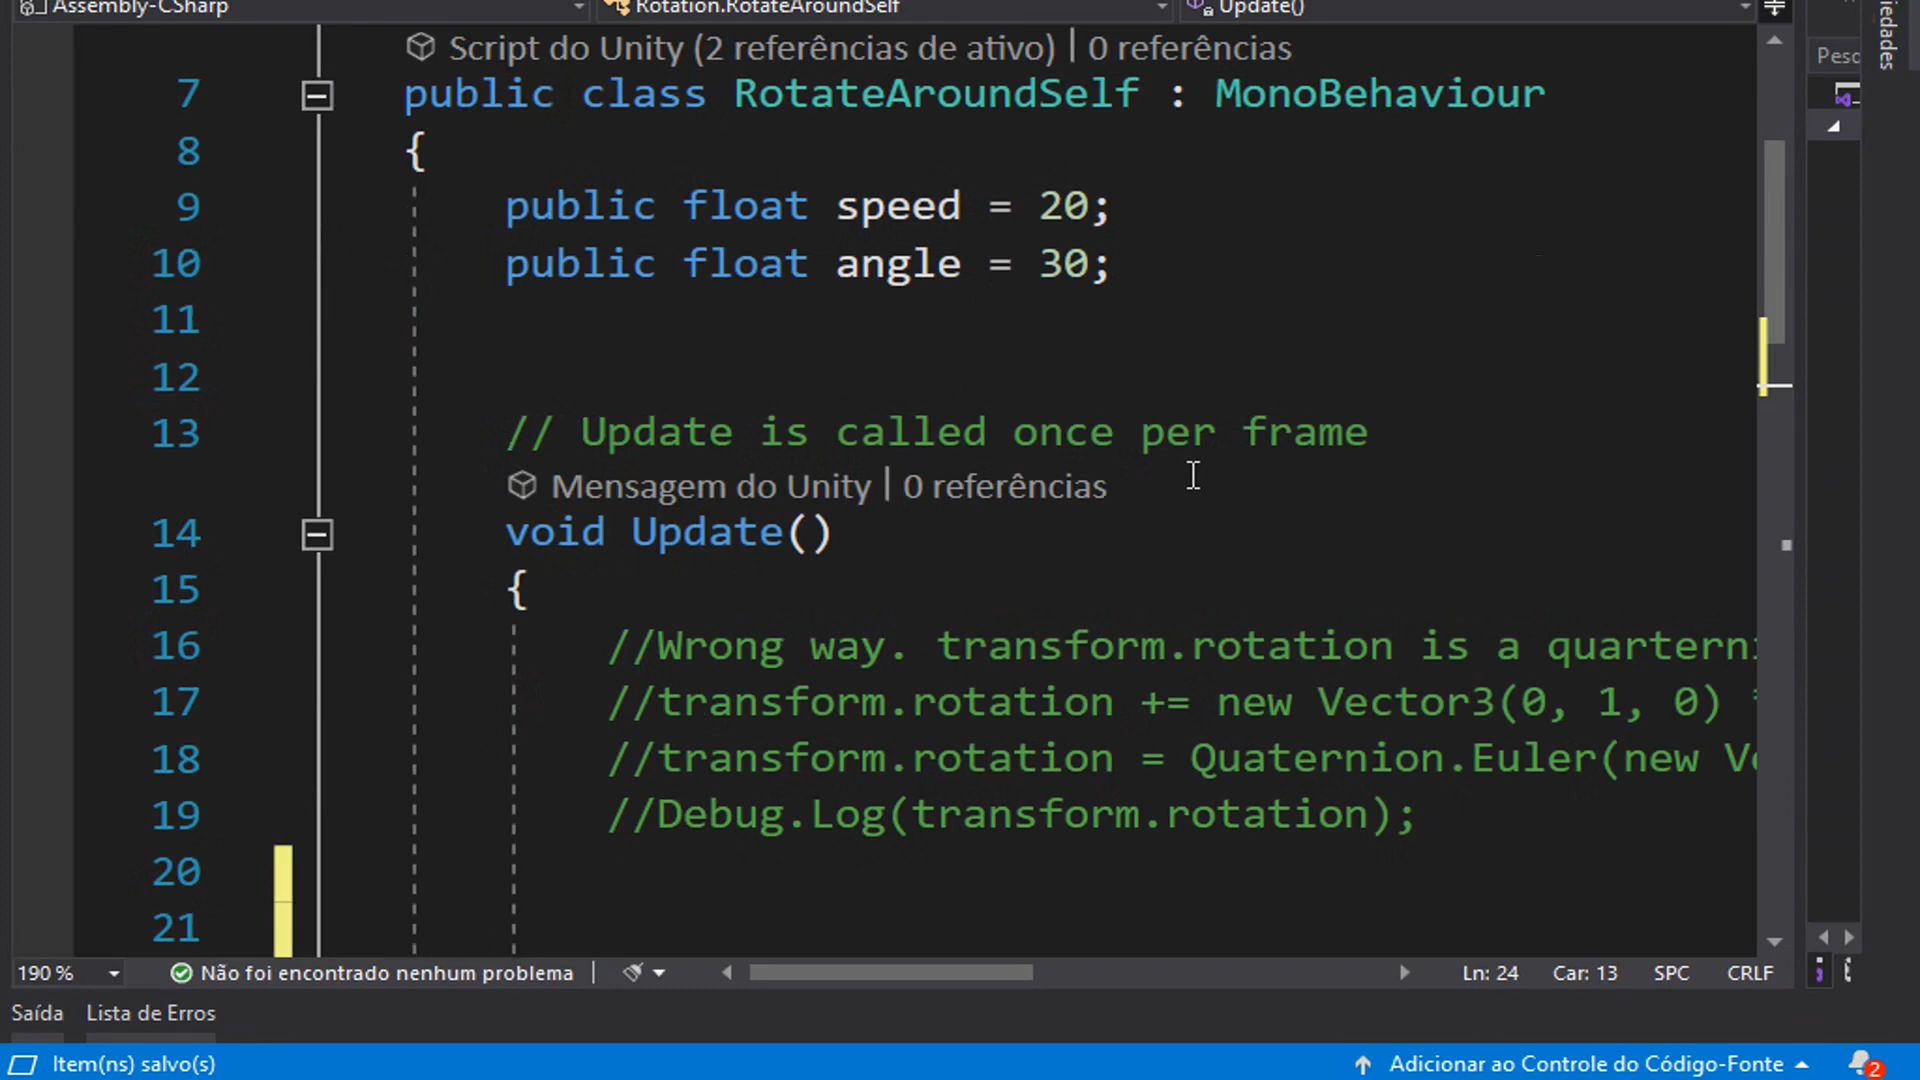 Assembly-CSharp Rotation.RotateAroundSelf Update()
Script do Unity (2 referências de ativo) | 0 referências
7 public class RotateAroundSelf : MonoBehaviour
8 {
9 public float speed = 20;
10 public float angle = 30;
11
12
13 // Update is called once per frame
Mensagem do Unity | 0 referências
14 void Update()
15 {
16 //Wrong way. transform.rotation is a quarterni
17 //transform.rotation += new Vector3(0, 1, 0)
18 //transform.rotation = Quaternion.Euler(new V
19 //Debug.Log(transform.rotation);
20
21
190 % Não foi encontrado nenhum problema Ln: 24 Car: 13 SPC CRLF
Saída Lista de Erros
Item(ns) salvo(s) Adicionar ao Controle do Código-Fonte 2
Pesq
iedades